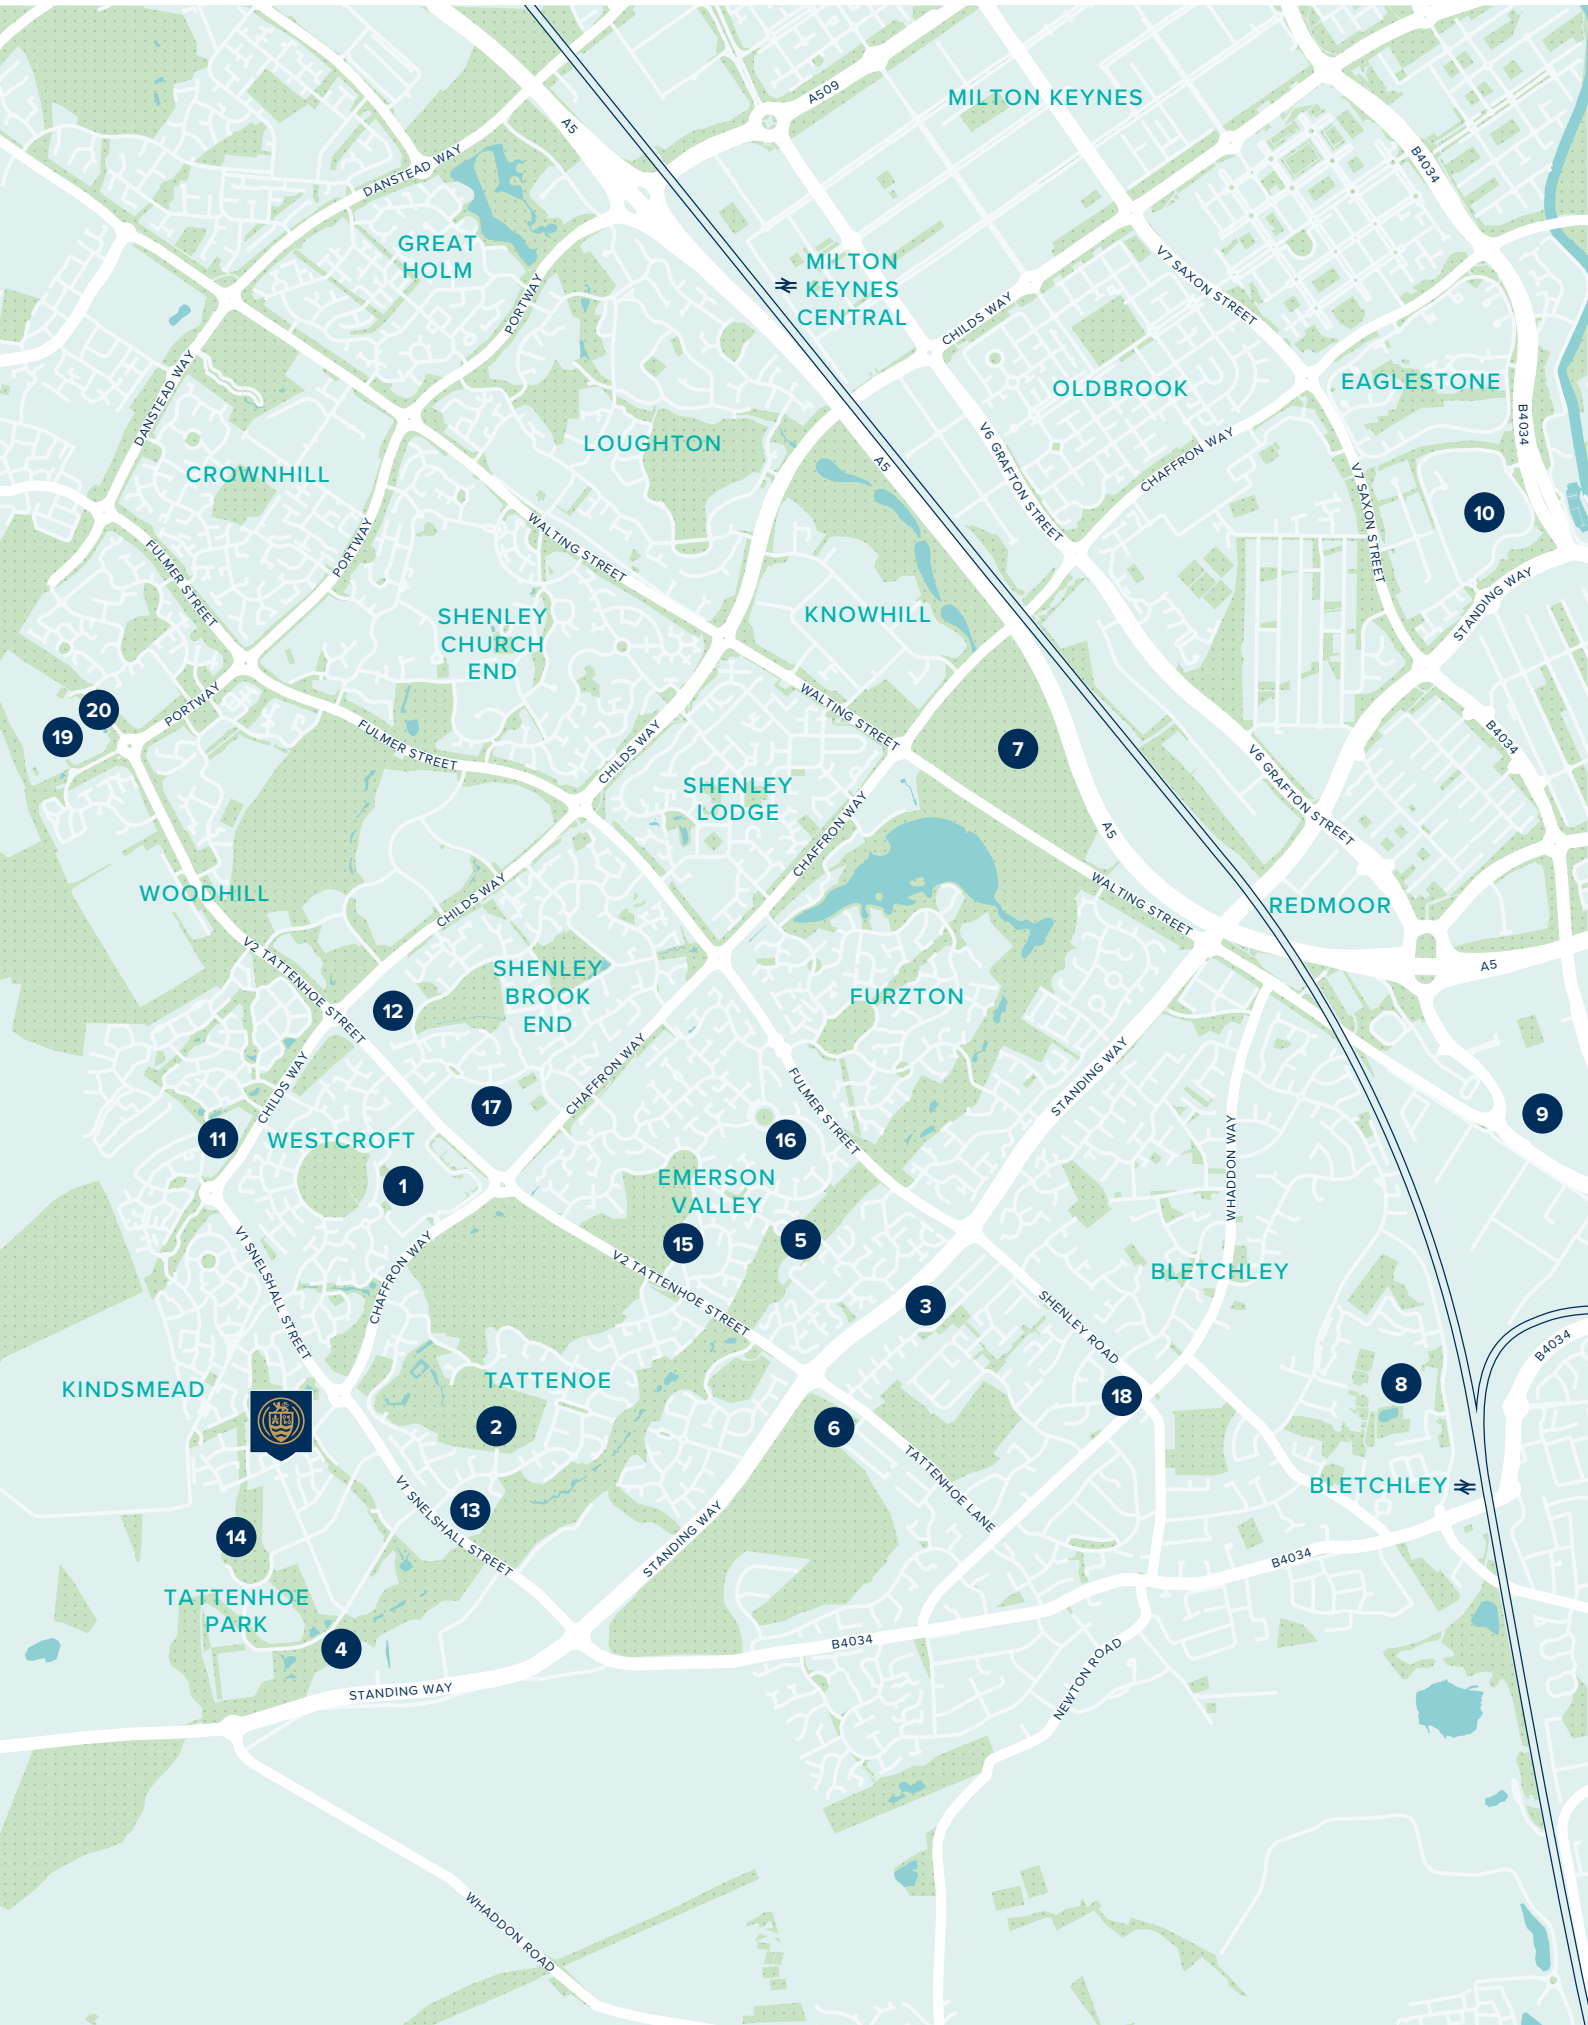 MILTON KEYNES
A509
A5
B4034
DANSTEAD WAY
GREAT
HOLM
PORTWAY
MILTON
KEYNES
CENTRAL
V7 SAXON STREET
CHILDS WAY
OLDBROOK
EAGLESTONE
DANSTEAD WAY
B4034
LOUGHTON
CROWNHILL
A5
V6 GRAFTON STREET
CHAFFRON WAY
V7 SAXON STREET
10
WALTING STREET
PORTWAY
FULMER STREET
STANDING WAY
SHENLEY
CHURCH
END
KNOWHILL
20
19
PORTWAY
WALTING STREET
FULMER STREET
CHILDS WAY
7
B4034
V6 GRAFTON STREET
SHENLEY
LODGE
CHAFFRON WAY
A5
WOODHILL
CHILDS WAY
WALTING STREET
REDMOOR
A5
V2 TATTENHOE STREET
SHENLEY
BROOK
END
FURZTON
12
CHILDS WAY
CHAFFRON WAY
STANDING WAY
17
FULMER STREET
9
11
WESTCROFT
16
WHADDON WAY
1
EMERSON
VALLEY
15
5
V1 SNELSHALL STREET
CHAFFRON WAY
V2 TATTENHOE STREET
BLETCHLEY
3
SHENLEY ROAD
B4034
KINDSMEAD
TATTENOE
8
18
2
6
TATTENHOE LANE
BLETCHLEY
V1 SNELSHALL STREET
13
14
STANDING WAY
B4034
TATTENHOE
PARK
4
B4034
NEWTON ROAD
STANDING WAY
WHADDON ROAD